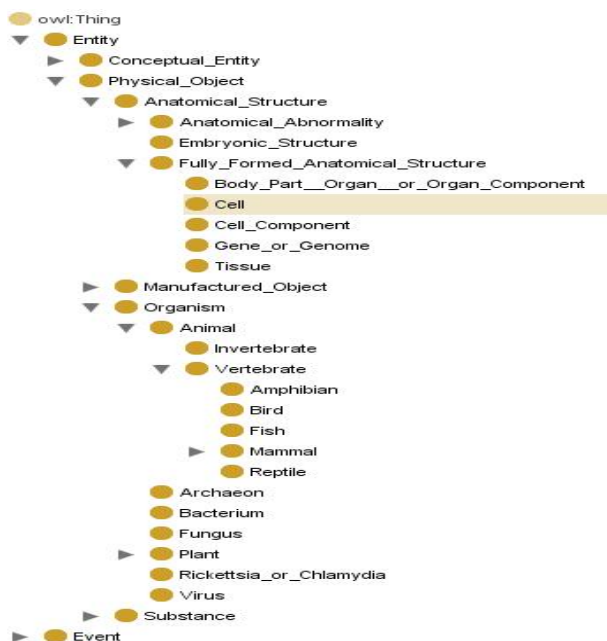 owl:Thing
Entity
Conceptual_Entity
Physical_Object
Anatomical_Structure
Anatomical_Abnormality
Embryonic_Structure
Fully_Formed_Anatomical_Structure
Body_Part__Organ__or_Organ_Component
Cell
Cell_Component
Gene_or_Genome
Tissue
Manufactured_Object
Organism
Animal
Invertebrate
Vertebrate
Amphibian
Bird
Fish
Mammal
Reptile
Archaeon
Bacterium
Fungus
Plant
Rickettsia_or_Chlamydia
Virus
Substance
Event